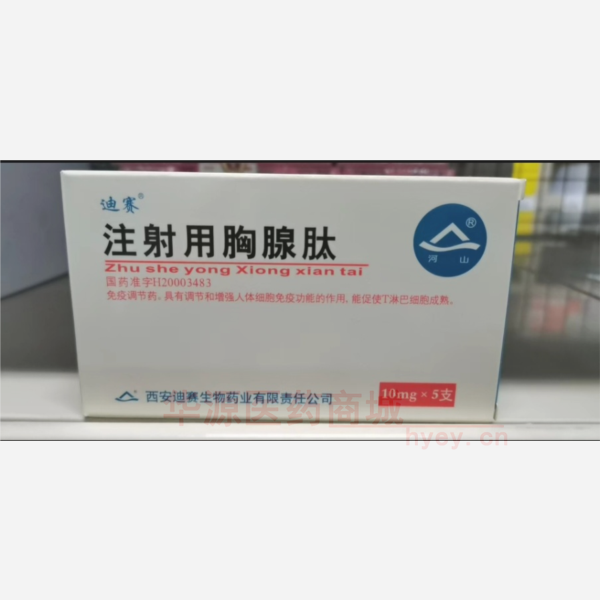 迪赛®
注射用胸腺肽
Zhu she yong Xiong xian tai
国药准字H20003483
免疫调节药。具有调节和增强人体细胞免疫功能的作用,能促使T淋巴细胞成熟。
®
河山
西安迪赛生物药业有限责任公司
10mg×5支
华源医药商城
hyey.cn